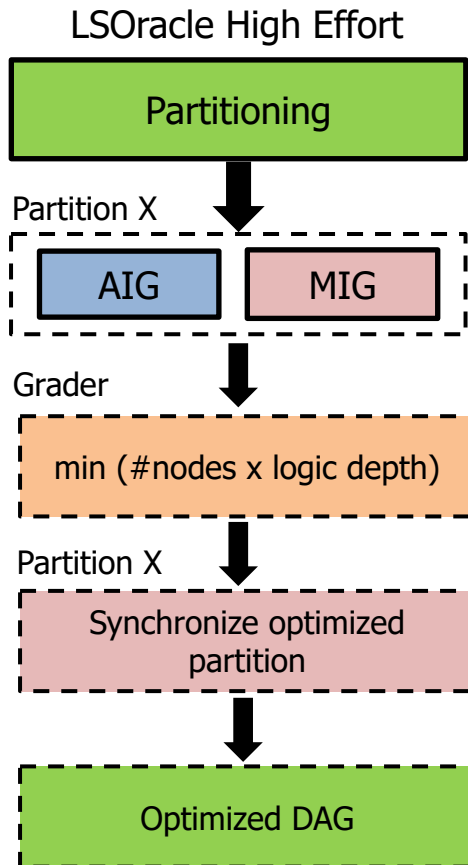 LSOracle High Effort
Partitioning
Partition X
AIG MIG
Grader
min (#nodes x logic depth)
Partition X
Synchronize optimized
partition
Optimized DAG